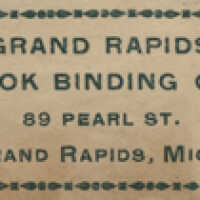 GRAND RAPIDS
OK BINDING C
89 PEARL ST.
RAND RAPIDS, MIC